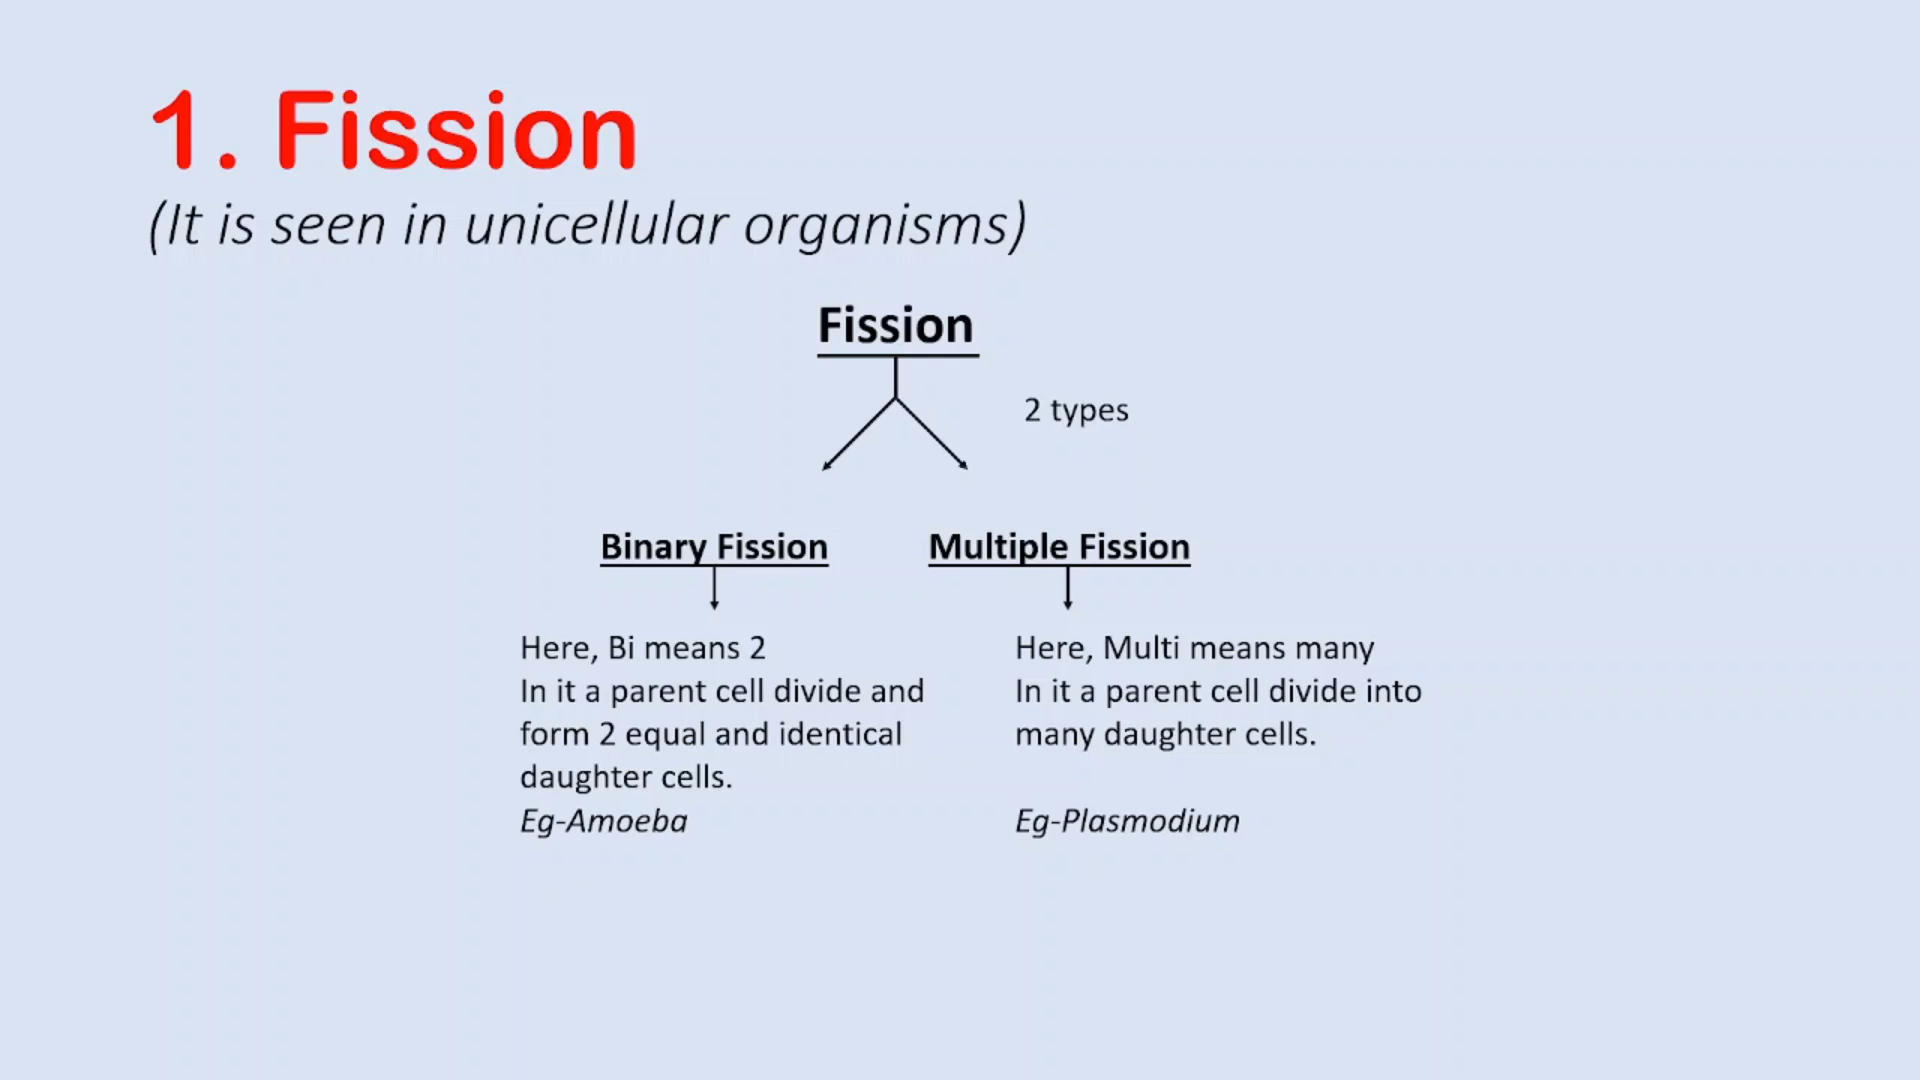 1. Fission
(It is seen in unicellular organisms)
Fission
2 types
Binary Fission
Multiple Fission
Here, Bi means 2
In it a parent cell divide and
form 2 equal and identical
daughter cells.
Eg-Amoeba
Here, Multi means many
In it a parent cell divide into
many daughter cells.
Eg-Plasmodium